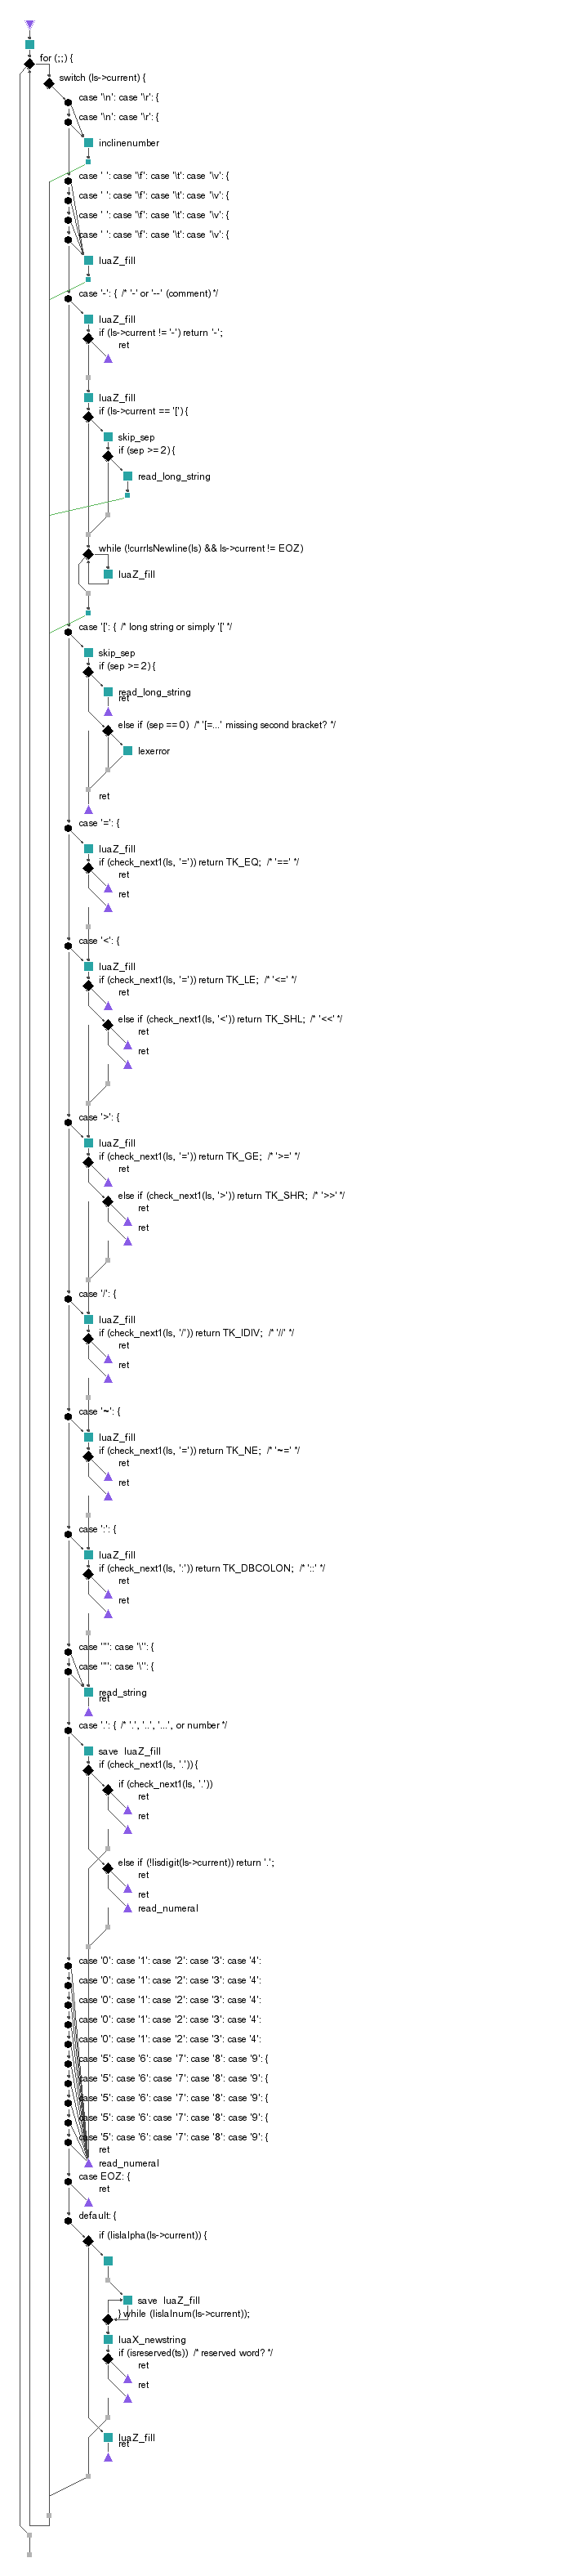 for (;;) {
switch (ls->current) {
case '\n': case '\r': {
case '\n': case '\r': {
inclinenumber
case ' ': case '\f': case '\t': case '\v': {
case ' ': case '\f': case '\t': case '\v': {
case ' ': case '\f': case '\t': case '\v': {
case ' ': case '\f': case '\t': case '\v': {
luaZ_fill
case '-': { /* '-' or '--' (comment) */
luaZ_fill
if (ls->current != '-') return '-';
ret
luaZ_fill
if (ls->current == '[') {
skip_sep
if (sep >= 2) {
read_long_string
while (!currIsNewline(ls) && ls->current != EOZ)
luaZ_fill
case '[': { /* long string or simply '[' */
skip_sep
if (sep >= 2) {
read_long_string
ret
else if (sep == 0) /* '[=...' missing second bracket? */
lexerror
ret
case '=': {
luaZ_fill
if (check_next1(ls, '=')) return TK_EQ; /* '==' */
ret
ret
case '<': {
luaZ_fill
if (check_next1(ls, '=')) return TK_LE; /* '<=' */
ret
else if (check_next1(ls, '<')) return TK_SHL; /* '<<' */
ret
ret
case '>': {
luaZ_fill
if (check_next1(ls, '=')) return TK_GE; /* '>=' */
ret
else if (check_next1(ls, '>')) return TK_SHR; /* '>>' */
ret
ret
case '/': {
luaZ_fill
if (check_next1(ls, '/')) return TK_IDIV; /* '//' */
ret
ret
case '~': {
luaZ_fill
if (check_next1(ls, '=')) return TK_NE; /* '~=' */
ret
ret
case ':': {
luaZ_fill
if (check_next1(ls, ':')) return TK_DBCOLON; /* '::' */
ret
ret
case '"': case '\'': {
case '"': case '\'': {
read_string
ret
case '.': { /* '.', '..', '...', or number */
save luaZ_fill
if (check_next1(ls, '.')) {
if (check_next1(ls, '.'))
ret
ret
else if (!lisdigit(ls->current)) return '.';
ret
ret
read_numeral
case '0': case '1': case '2': case '3': case '4':
case '0': case '1': case '2': case '3': case '4':
case '0': case '1': case '2': case '3': case '4':
case '0': case '1': case '2': case '3': case '4':
case '0': case '1': case '2': case '3': case '4':
case '5': case '6': case '7': case '8': case '9': {
case '5': case '6': case '7': case '8': case '9': {
case '5': case '6': case '7': case '8': case '9': {
case '5': case '6': case '7': case '8': case '9': {
case '5': case '6': case '7': case '8': case '9': {
ret
read_numeral
case EOZ: {
ret
default: {
if (lislalpha(ls->current)) {
save luaZ_fill
} while (lislalnum(ls->current));
luaX_newstring
if (isreserved(ts)) /* reserved word? */
ret
ret
luaZ_fill
ret